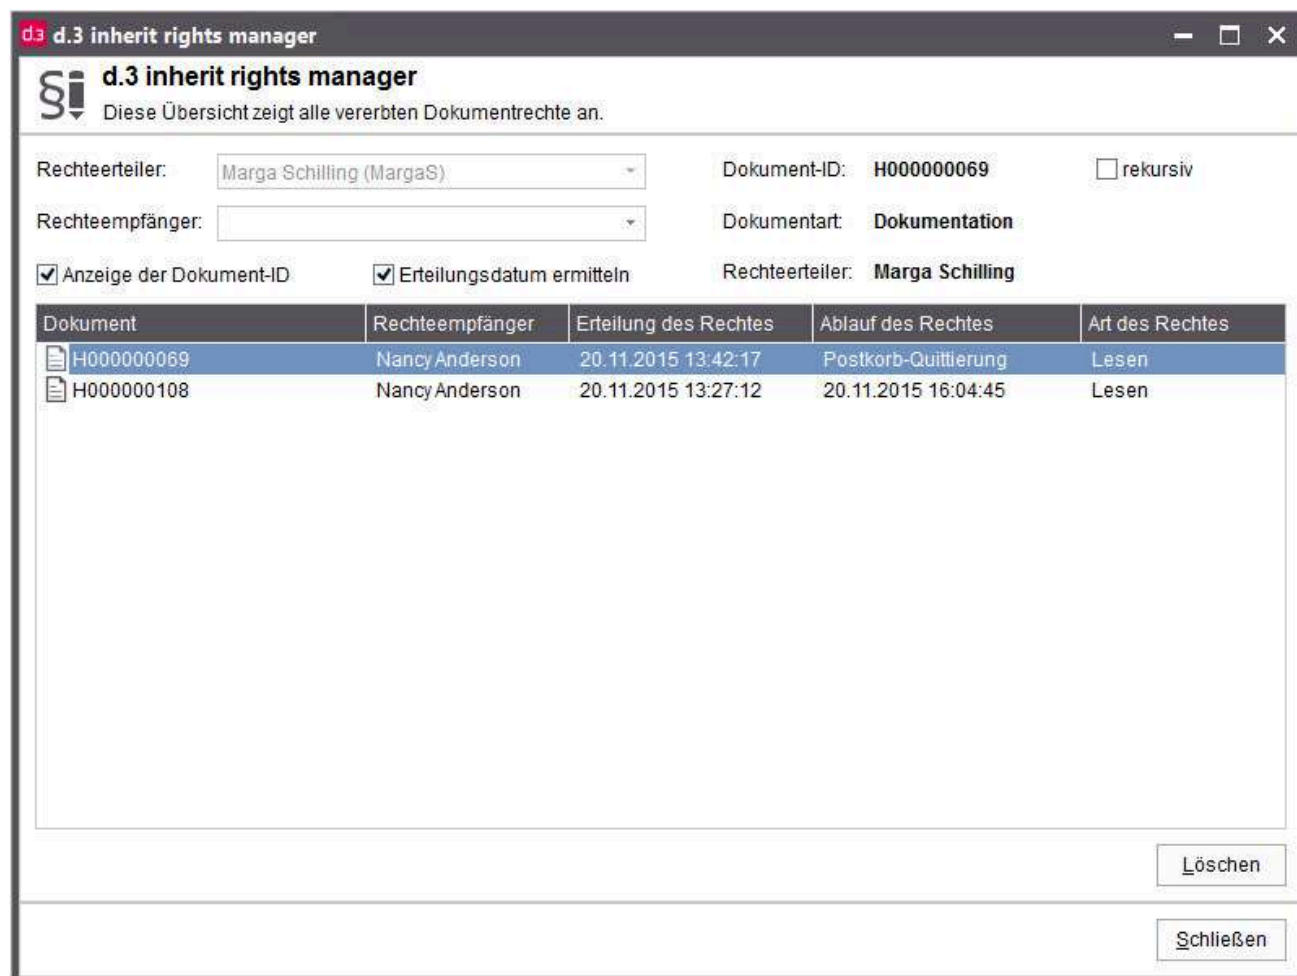 d.3 d.3 inherit rights manager
d.3 inherit rights manager
Diese Übersicht zeigt alle vererbten Dokumentrechte an.
Rechteerteiler: Marga Schilling (MargaS) Dokument-ID: H000000069 rekursiv
Rechteempfänger: Dokumentart: Dokumentation
Anzeige der Dokument-ID Erteilungsdatum ermitteln Rechteerteiler: Marga Schilling
Dokument Rechteempfänger Erteilung des Rechtes Ablauf des Rechtes Art des Rechtes
H000000069 Nancy Anderson 20.11.2015 13:42:17 Postkorb-Quittierung Lesen
H000000108 Nancy Anderson 20.11.2015 13:27:12 20.11.2015 16:04:45 Lesen
Löschen
Schließen